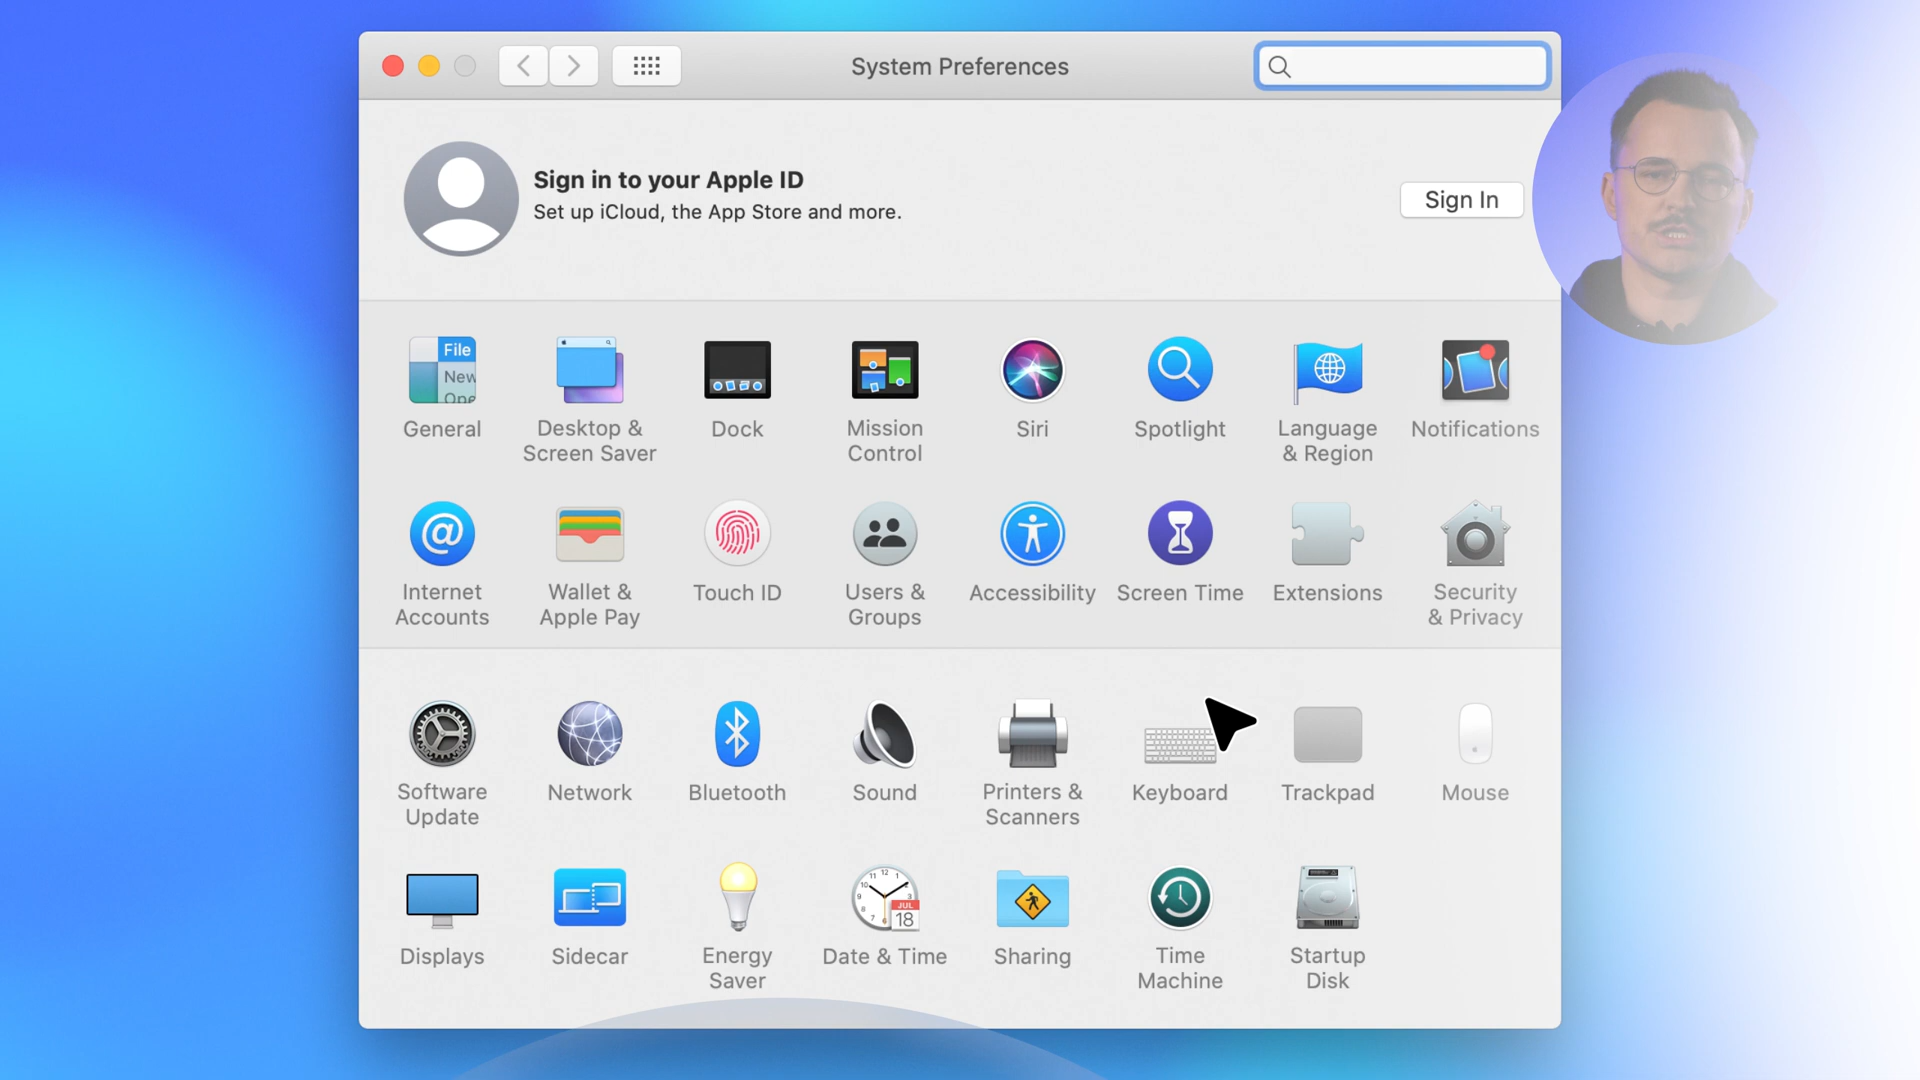 System Preferences
Sign in to your Apple ID
Set up iCloud, the App Store and more.
Sign In
File
New
Ope
General
Desktop &
Screen Saver
Dock
Mission
Control
Siri
Spotlight
Language
& Region
Notifications
@
Internet
Accounts
Wallet &
Apple Pay
Touch ID
Users &
Groups
Accessibility
Screen Time
Extensions
Security
& Privacy
Software
Update
Network
Bluetooth
Sound
Printers &
Scanners
Keyboard
Trackpad
Mouse
Displays
Sidecar
Energy
Saver
JUL
18
Date & Time
Sharing
Time
Machine
Startup
Disk